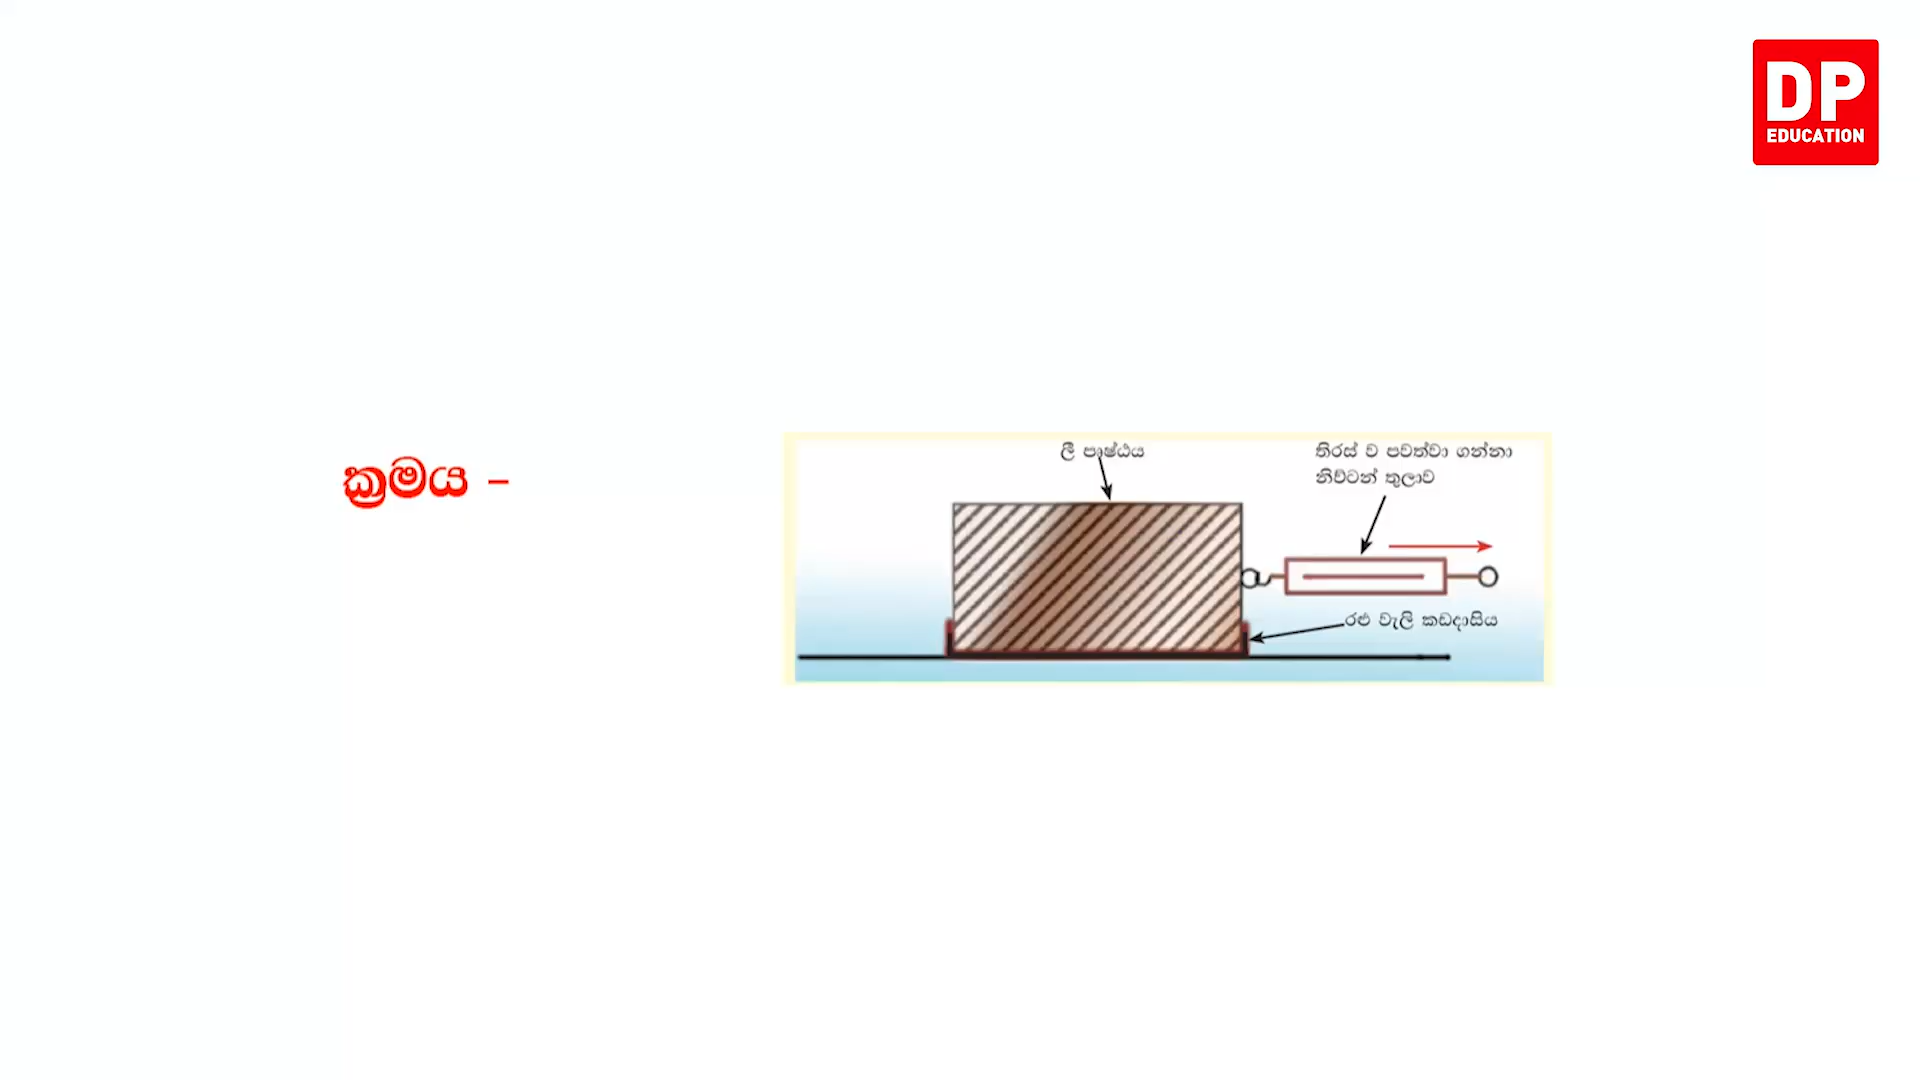 DP
EDUCATION
ක්‍රමය -
ලී පෘෂ්ඨය
තිරස් ව පවත්වා ගන්නා
නිව්ටන් තුලාව
රළු වැලි කඩදාසිය